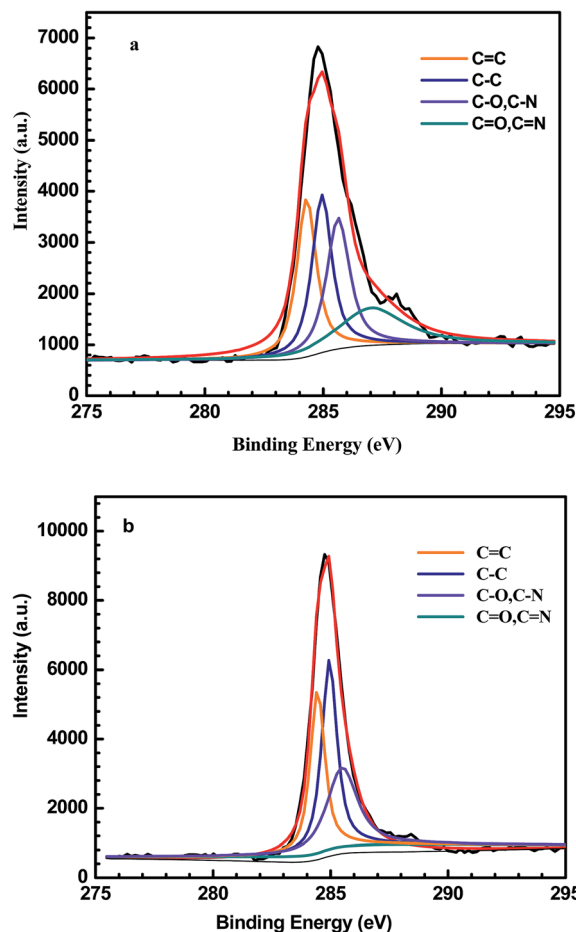 a
7000
6000
5000
4000
3000
2000
1000
0
Intensity (a.u.)
C=C
C-C
C-O,C-N
C=O,C=N
275 280 285 290 295
Binding Energy (eV)
b
10000
8000
6000
4000
2000
0
Intensity (a.u.)
C=C
C-C
C-O,C-N
C=O,C=N
275 280 285 290 295
Binding Energy (eV)